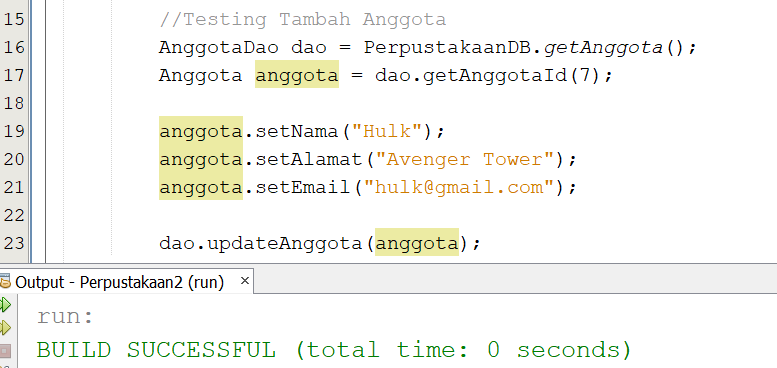 15 //Testing Tambah Anggota
16 AnggotaDao dao = PerpustakaanDB.getAnggota();
17 Anggota anggota = dao.getAnggotaId(7);
18
19 anggota.setNama("Hulk");
20 anggota.setAlamat("Avenger Tower");
21 anggota.setEmail("hulk@gmail.com");
22
23 dao.updateAnggota(anggota);
Output - Perpustakaan2 (run) ×
run:
BUILD SUCCESSFUL (total time: 0 seconds)